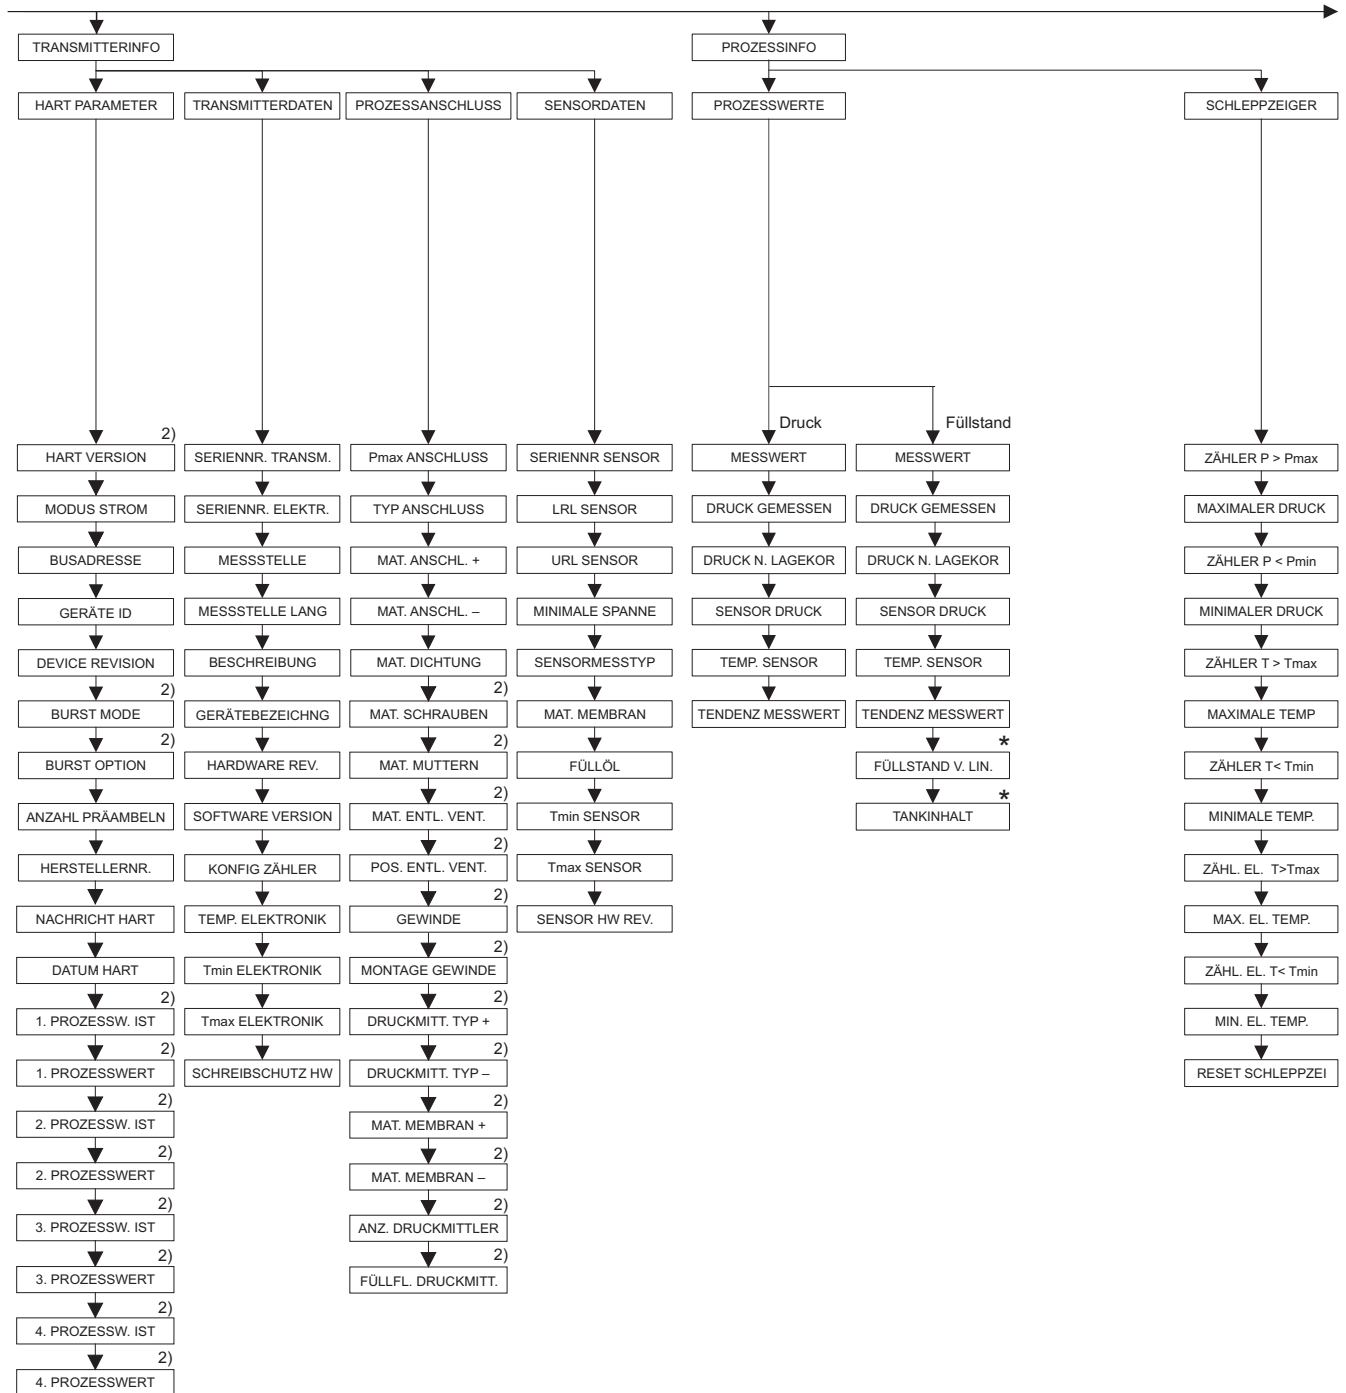 TRANSMITTERINFO
PROZESSINFO
HART PARAMETER
TRANSMITTERDATEN
PROZESSANSCHLUSS
SENSORDATEN
PROZESSWERTE
SCHLEPPZEIGER
2)
HART VERSION
MODUS STROM
BUSADRESSE
GERÄTE ID
DEVICE REVISION
2)
BURST MODE
2)
BURST OPTION
ANZAHL PRÄAMBELN
HERSTELLERNR.
NACHRICHT HART
DATUM HART
2)
1. PROZESSW. IST
2)
1. PROZESSWERT
2)
2. PROZESSW. IST
2)
2. PROZESSWERT
2)
3. PROZESSW. IST
2)
3. PROZESSWERT
2)
4. PROZESSW. IST
2)
4. PROZESSWERT
SERIENNR. TRANSM.
SERIENNR. ELEKTR.
MESSSTELLE
MESSSTELLE LANG
BESCHREIBUNG
GERÄTEBEZEICHNG
HARDWARE REV.
SOFTWARE VERSION
KONFIG ZÄHLER
TEMP. ELEKTRONIK
Tmin ELEKTRONIK
Tmax ELEKTRONIK
SCHREIBSCHUTZ HW
Pmax ANSCHLUSS
TYP ANSCHLUSS
MAT. ANSCHL. +
MAT. ANSCHL. –
MAT. DICHTUNG
2)
MAT. SCHRAUBEN
2)
MAT. MUTTERN
2)
MAT. ENTL. VENT.
2)
POS. ENTL. VENT.
2)
GEWINDE
2)
MONTAGE GEWINDE
2)
DRUCKMITT. TYP +
2)
DRUCKMITT. TYP –
2)
MAT. MEMBRAN +
2)
MAT. MEMBRAN –
2)
ANZ. DRUCKMITTLER
2)
FÜLLFL. DRUCKMITT.
SERIENNR SENSOR
LRL SENSOR
URL SENSOR
MINIMALE SPANNE
SENSORMESSTYP
MAT. MEMBRAN
FÜLLÖL
Tmin SENSOR
Tmax SENSOR
SENSOR HW REV.
Druck
MESSWERT
DRUCK GEMESSEN
DRUCK N. LAGEKOR
SENSOR DRUCK
TEMP. SENSOR
TENDENZ MESSWERT
Füllstand
MESSWERT
DRUCK GEMESSEN
DRUCK N. LAGEKOR
SENSOR DRUCK
TEMP. SENSOR
TENDENZ MESSWERT
*
FÜLLSTAND V. LIN.
*
TANKINHALT
ZÄHLER P > Pmax
MAXIMALER DRUCK
ZÄHLER P < Pmin
MINIMALER DRUCK
ZÄHLER T > Tmax
MAXIMALE TEMP
ZÄHLER T< Tmin
MINIMALE TEMP.
ZÄHL. EL. T>Tmax
MAX. EL. TEMP.
ZÄHL. EL. T< Tmin
MIN. EL. TEMP.
RESET SCHLEPPZEI